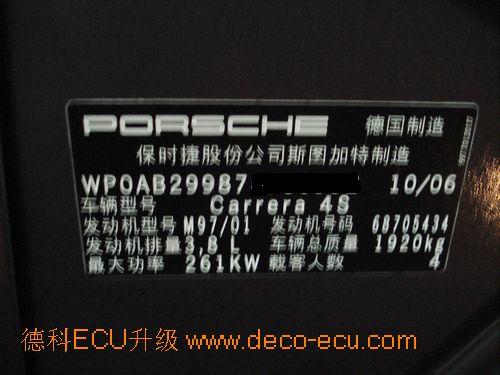 PORSCHE 德国制造
保时捷股份公司斯图加特制造
WP0AB29987 10/06
车辆型号 Carrera 4S
发动机型号 M97/01 发动机号码 68705434
发动机排量 3,8 L 车辆总质量 1920kg
最大功率 261KW 载客人数 4
德科ECU升级 www.deco-ecu.com